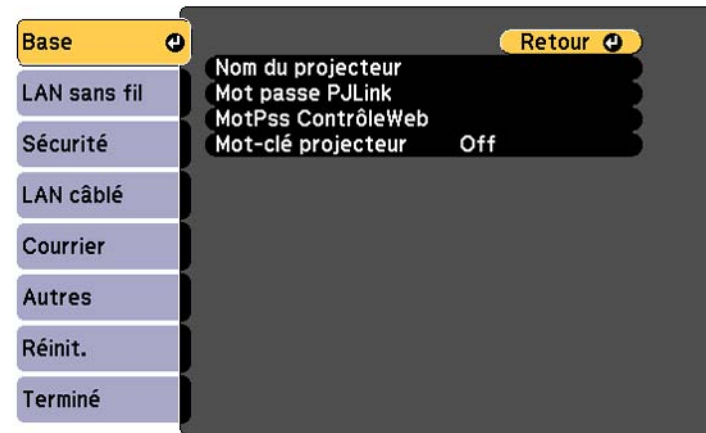 Base
LAN sans fil
Sécurité
LAN câblé
Courrier
Autres
Réinit.
Terminé
Retour
Nom du projecteur
Mot passe PJLink
MotPss ContrôleWeb
Mot-clé projecteur Off